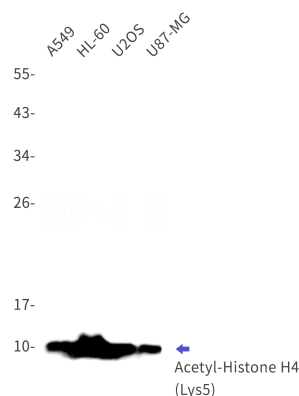 A549 HL-60 U2OS U87-MG
55-
43-
34-
26-
17-
10-
Acetyl-Histone H4
(Lys5)